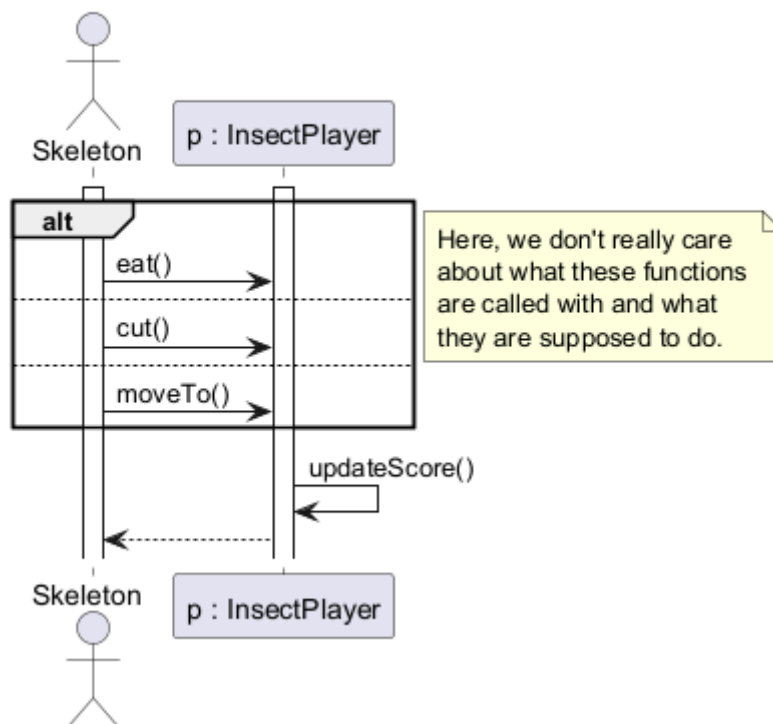 Skeleton
p : InsectPlayer
alt
eat()
cut()
moveTo()
Here, we don't really care
about what these functions
are called with and what
they are supposed to do.
updateScore()
Skeleton
p : InsectPlayer